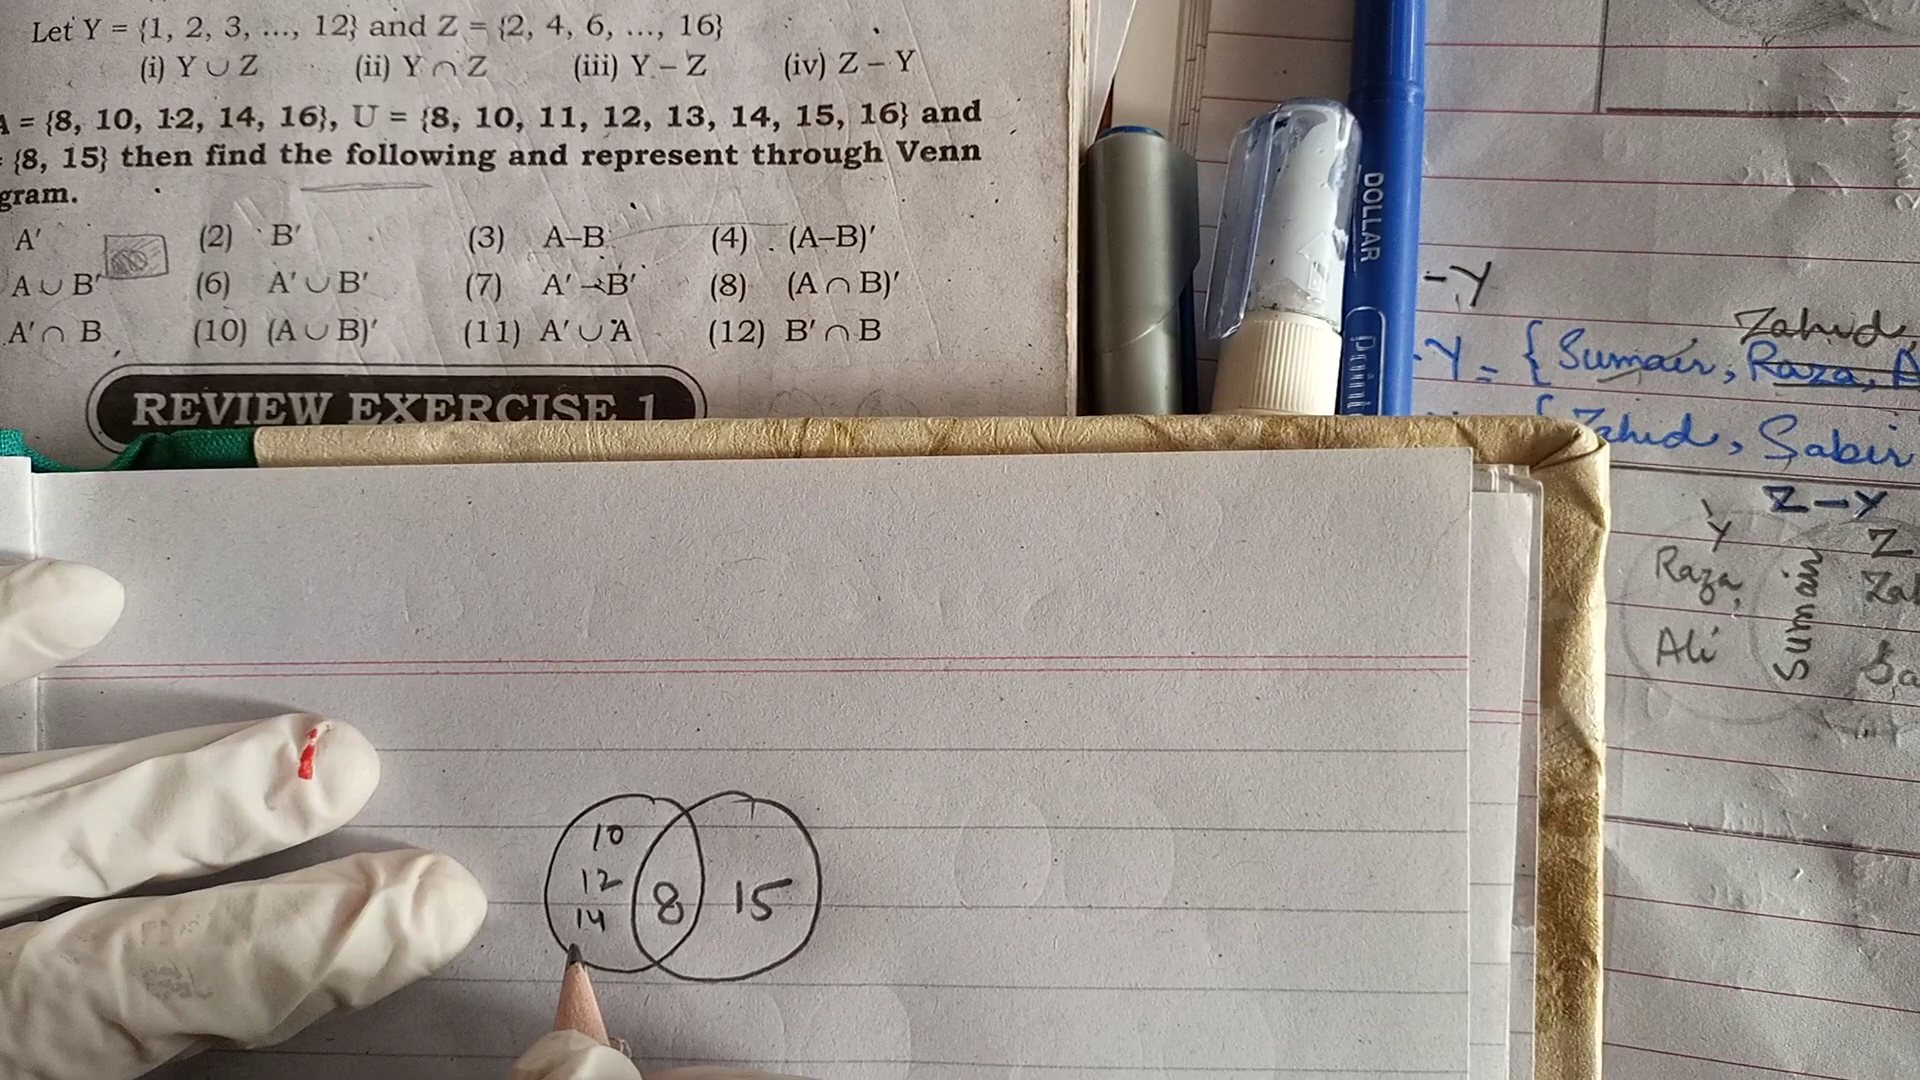 Let Y = {1, 2, 3, ..., 12} and Z = {2, 4, 6, ..., 16}
(i) Y ∪ Z (ii) Y ∩ Z (iii) Y – Z (iv) Z – Y
A = {8, 10, 12, 14, 16}, U = {8, 10, 11, 12, 13, 14, 15, 16} and
= {8, 15} then find the following and represent through Venn
gram.
A′ (2) B′ (3) A–B (4) (A–B)′
A ∪ B′ (6) A′ ∪ B′ (7) A′–B′ (8) (A ∩ B)′
A′ ∩ B (10) (A ∪ B)′ (11) A′ ∪ A (12) B′ ∩ B
REVIEW EXERCISE 1
DOLLAR
Point
-Y
Zahid,
-Y = { Sumair, Raza, A
{ Zahid, Sabir
Z – Y
Y Z
Raza, Sumair Zal
Ali Sa
10
12
14
8
15